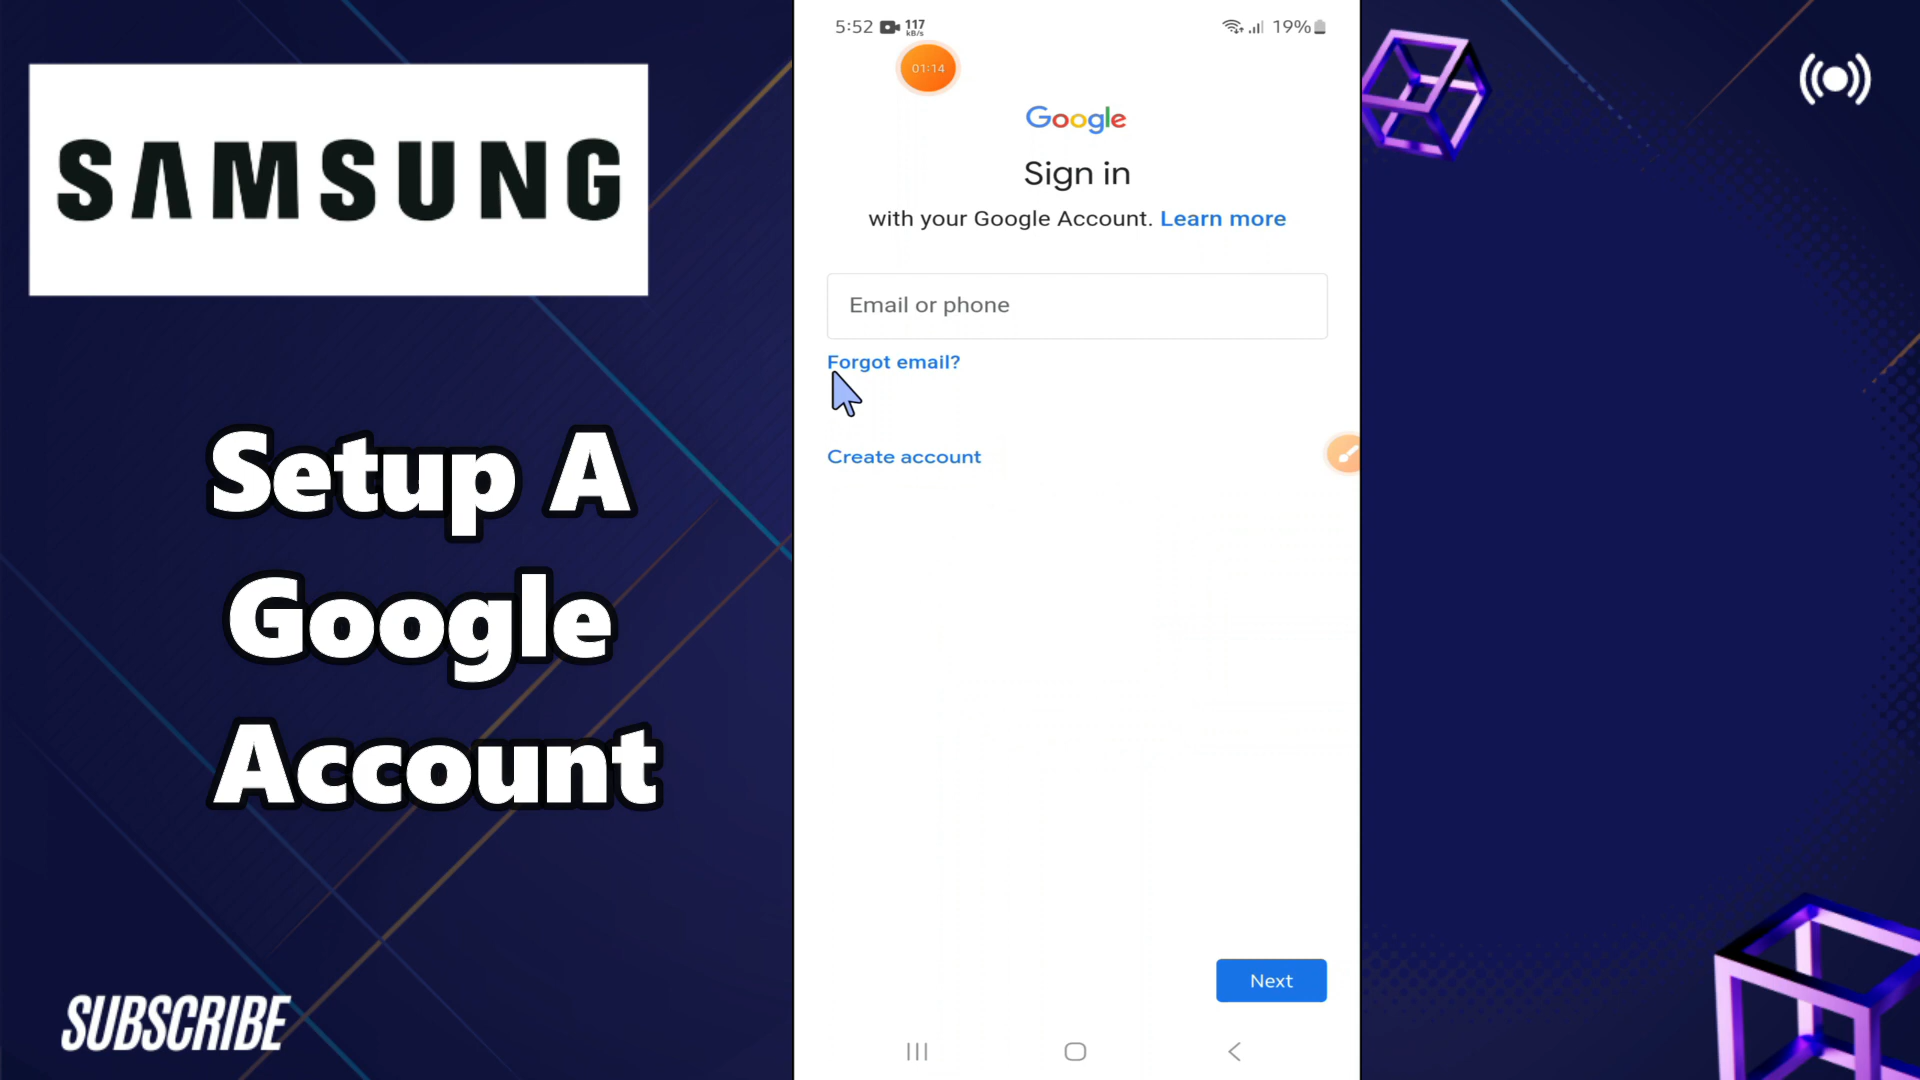 SAMSUNG
Setup A
Google
Account
SUBSCRIBE
5:52 117 kB/s 19%
01:14
Google
Sign in
with your Google Account. Learn more
Email or phone
Forgot email?
Create account
Next